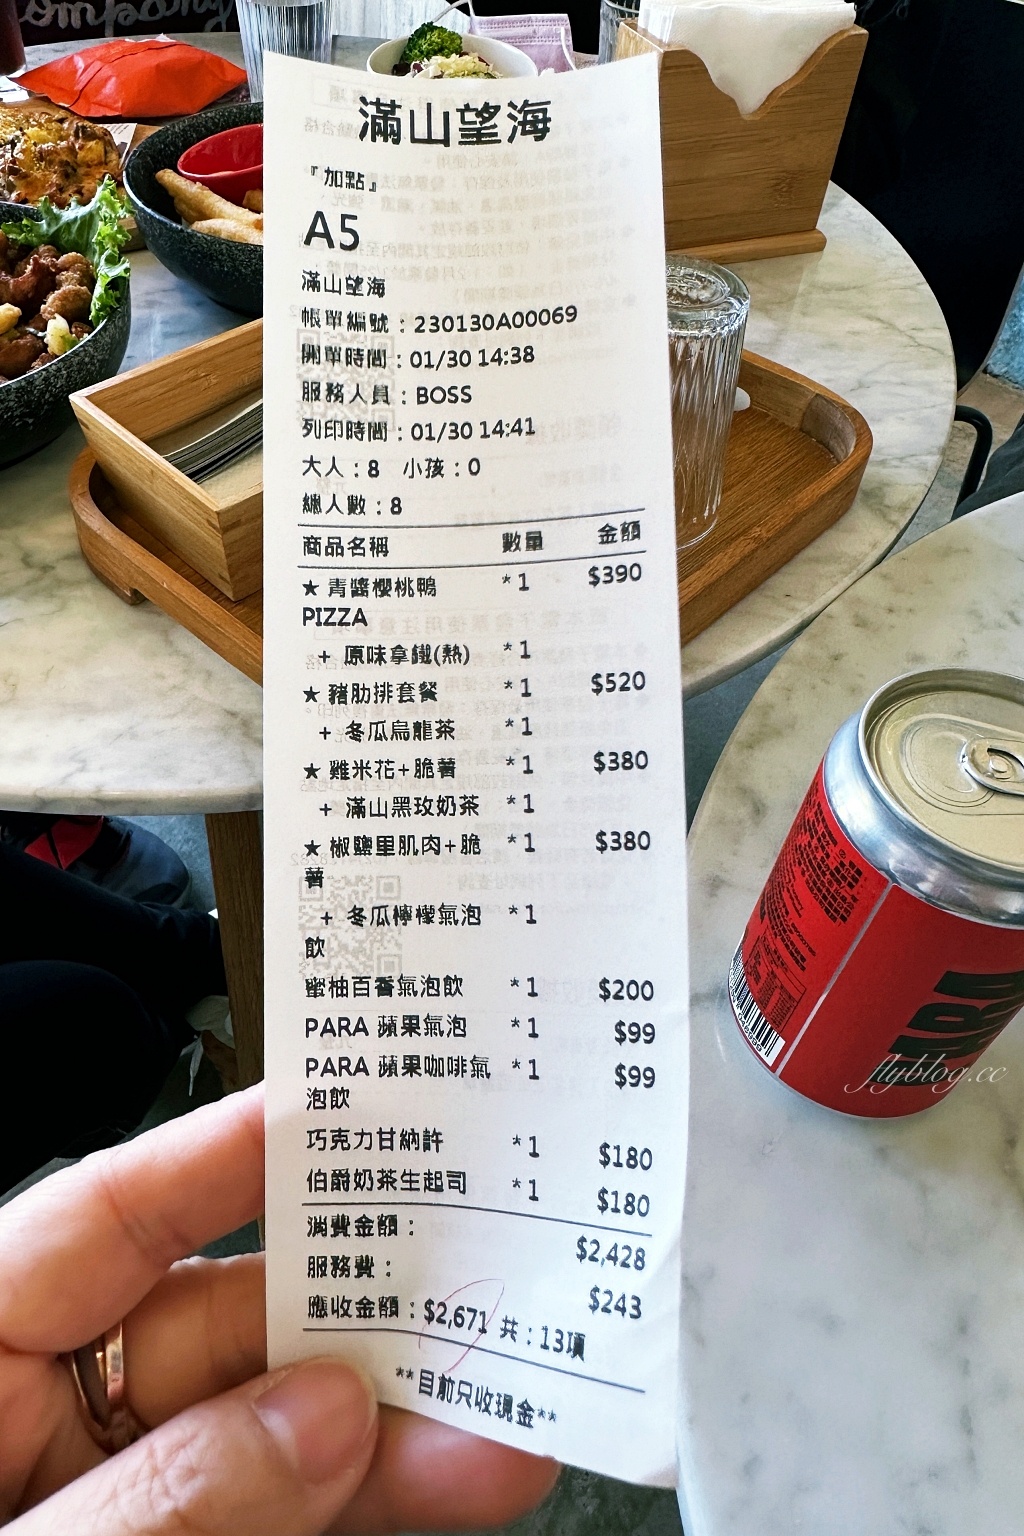 滿山望海
『加點』
A5
滿山望海
帳單編號：230130A00069
開單時間：01/30 14:38
服務人員：BOSS
列印時間：01/30 14:41
大人：8 小孩：0
總人數：8
商品名稱 數量 金額
★ 青醬櫻桃鴨 *1 $390
PIZZA
+ 原味拿鐵(熱) *1
★ 豬肋排套餐 *1 $520
+ 冬瓜烏龍茶 *1
★ 雞米花+脆薯 *1 $380
+ 滿山黑玫奶茶 *1
★ 椒鹽里肌肉+脆 *1 $380
薯
+ 冬瓜檸檬氣泡 *1
飲
蜜柚百香氣泡飲 *1 $200
PARA 蘋果氣泡 *1 $99
PARA 蘋果咖啡氣 *1 $99
泡飲
巧克力甘納許 *1 $180
伯爵奶茶生起司 *1 $180
消費金額： $2,428
服務費： $243
應收金額：$2,671 共：13項
**目前只收現金**
flyblog.cc